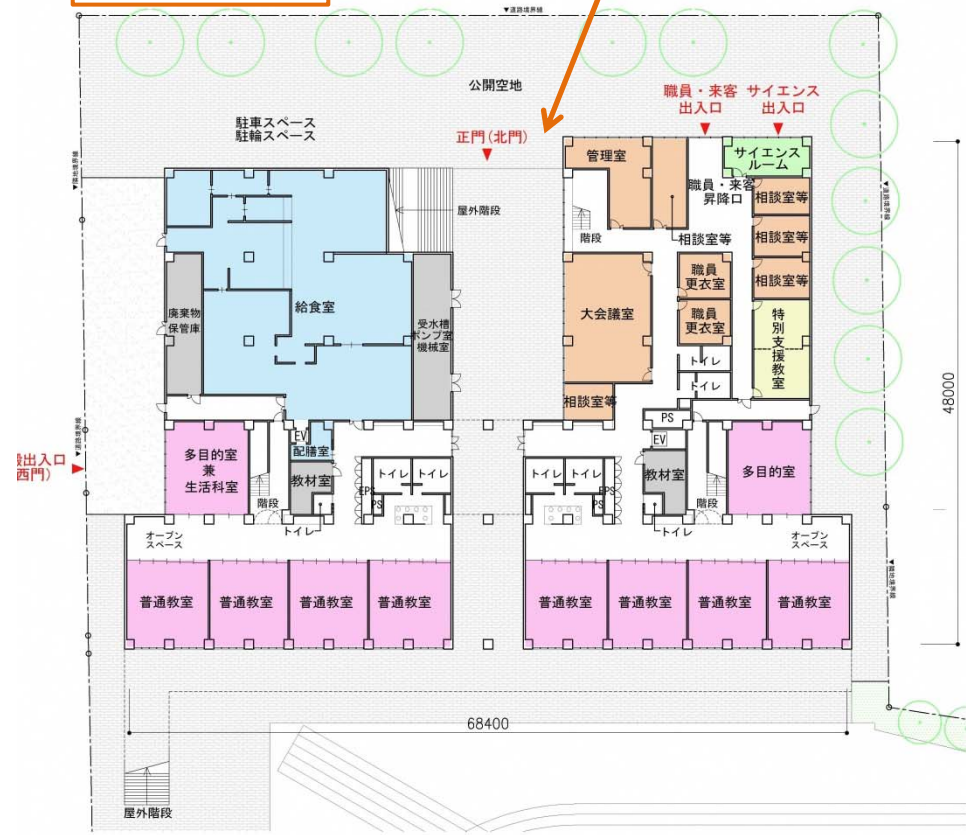 ▼道路境界線
公開空地
職員・来客
出入口
サイエンス
出入口
駐車スペース
駐輪スペース
正門(北門)
▼隣地境界線
管理室
サイエンス
ルーム
職員・来客
昇降口
屋外階段
階段
相談室等
相談室等
相談室等
相談室等
職員
更衣室
職員
更衣室
大会議室
給食室
廃棄物
保管庫
受水槽
ポンプ室
機械室
特別支援教室
トイレ
トイレ
相談室等
48000
PS
EV
EV
配膳室
出入口
西門)
多目的室
兼
生活科室
教材室
階段
トイレ
トイレ
EPS
PS
トイレ
トイレ
EPS
PS
教材室
階段
多目的室
オープン
スペース
トイレ
トイレ
オープン
スペース
普通教室
普通教室
普通教室
普通教室
普通教室
普通教室
普通教室
普通教室
68400
屋外階段